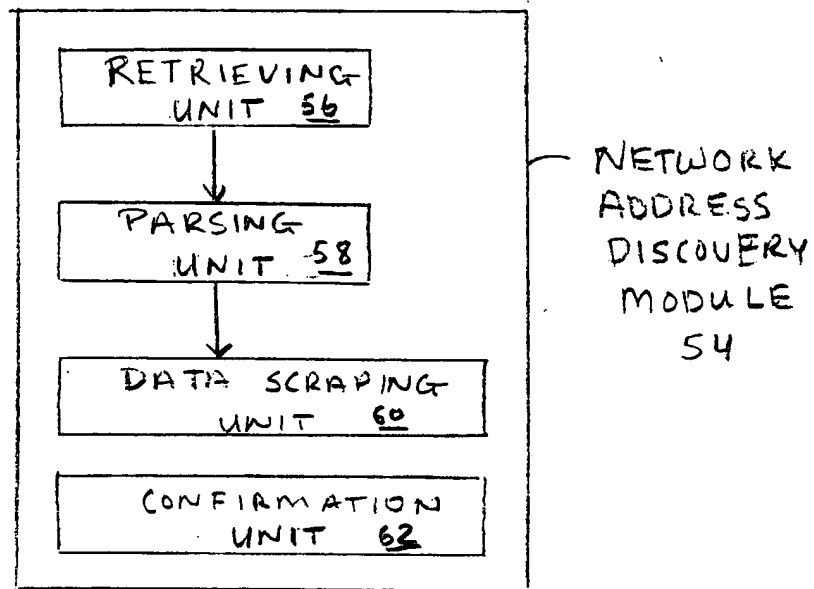 RETRIEVING
UNIT 56
PARSING
UNIT 58
DATA SCRAPING
UNIT 60
CONFIRMATION
UNIT 62
NETWORK
ADDRESS
DISCOVERY
MODULE
54